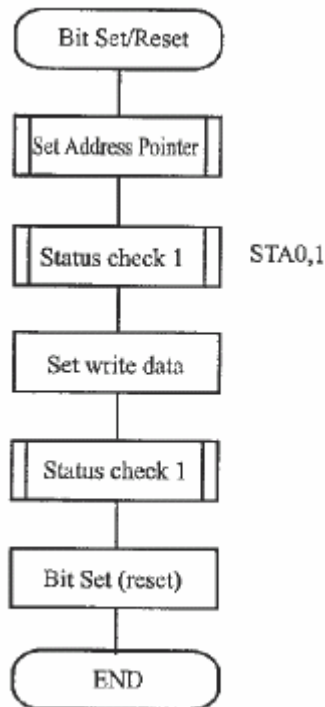 Bit Set/Reset
Set Address Pointer
Status check 1 STA0,1
Set write data
Status check 1
Bit Set (reset)
END